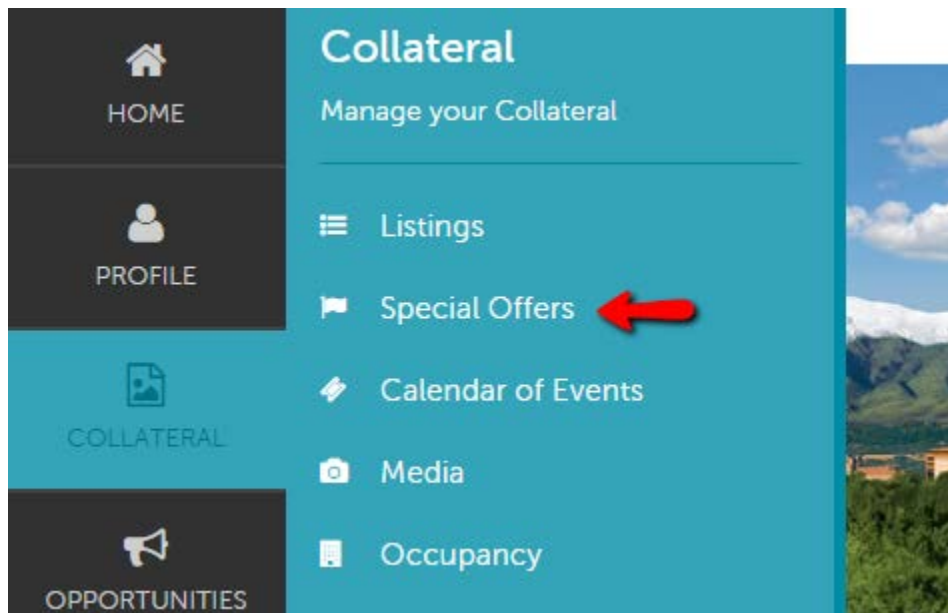 HOME
PROFILE
COLLATERAL
OPPORTUNITIES
Collateral
Manage your Collateral
Listings
Special Offers
Calendar of Events
Media
Occupancy